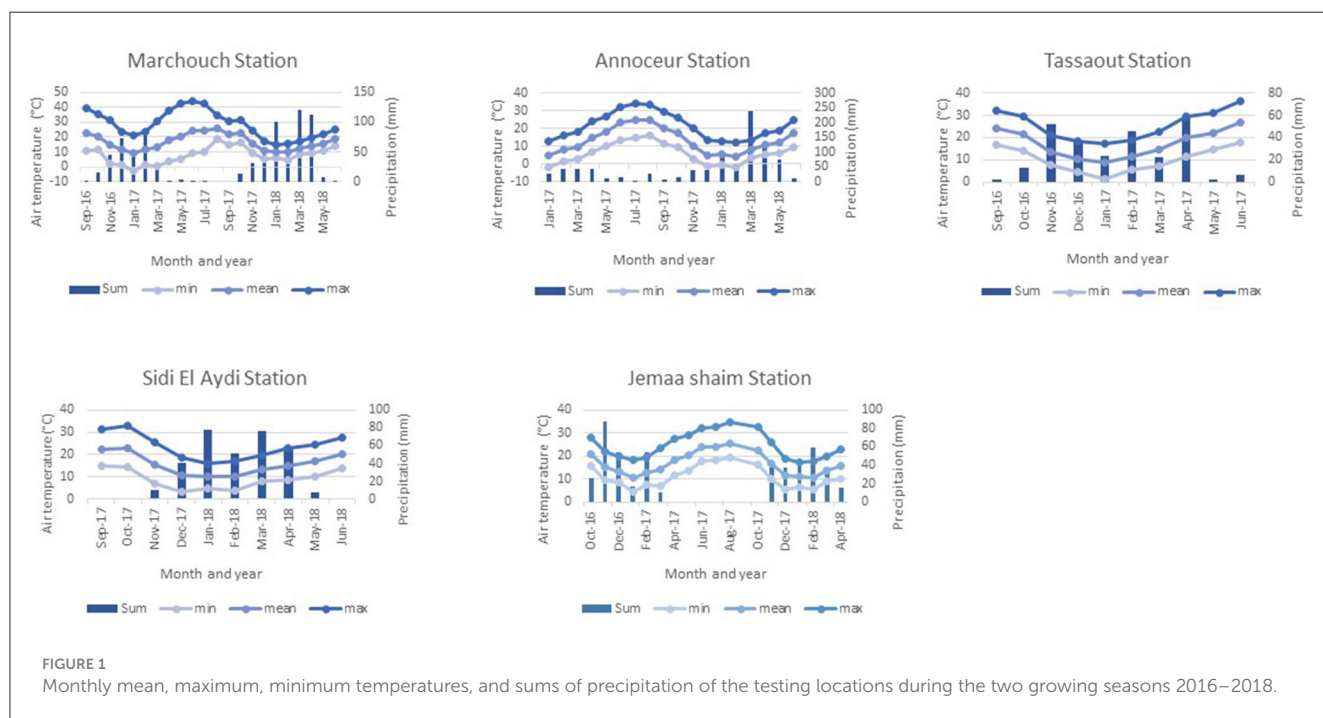 Marchouch Station
Air temperature (°C)
50
40
30
20
10
0
-10
150
100
50
0
Precipitation (mm)
Sep-16
Nov-16
Jan-17
Mar-17
May-17
Jul-17
Sep-17
Nov-17
Jan-18
Mar-18
May-18
Month and year
Sum min mean max
Annoceur Station
Air temperature (°C)
40
30
20
10
0
-10
300
250
200
150
100
50
0
Precipitation (mm)
Jan-17
Mar-17
May-17
Jul-17
Sep-17
Nov-17
Jan-18
Mar-18
May-18
Month and year
Sum min mean max
Tassaout Station
Air temperature (°C)
40
30
20
10
0
80
60
40
20
0
Precipitation (mm)
Sep-16
Oct-16
Nov-16
Dec-16
Jan-17
Feb-17
Mar-17
Apr-17
May-17
Jun-17
Month and year
Sum min mean max
Sidi El Aydi Station
Air temperature(°C)
40
30
20
10
0
100
80
60
40
20
0
Precipitation (mm)
Sep-17
Oct-17
Nov-17
Dec-17
Jan-18
Feb-18
Mar-18
Apr-18
May-18
Jun-18
Month and year
Sum min mean max
Jemaa shaim Station
Air temperature (°C)
40
30
20
10
0
100
80
60
40
20
0
Precipitaion (mm)
Oct-16
Dec-16
Feb-17
Apr-17
Jun-17
Aug-17
Oct-17
Dec-17
Feb-18
Apr-18
Month and year
Sum min mean max
FIGURE 1
Monthly mean, maximum, minimum temperatures, and sums of precipitation of the testing locations during the two growing seasons 2016–2018.